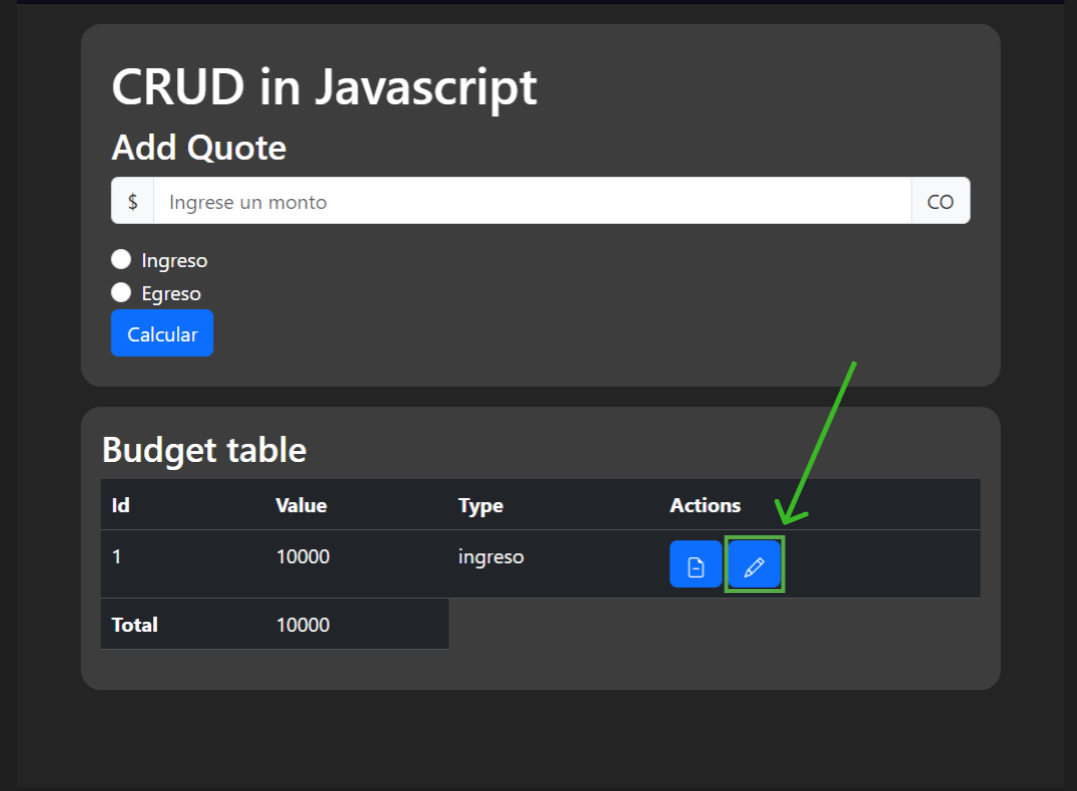 CRUD in Javascript
Add Quote
$ Ingrese un monto CO
Ingreso
Egreso
Calcular
Budget table
Id Value Type Actions
1 10000 ingreso
Total 10000